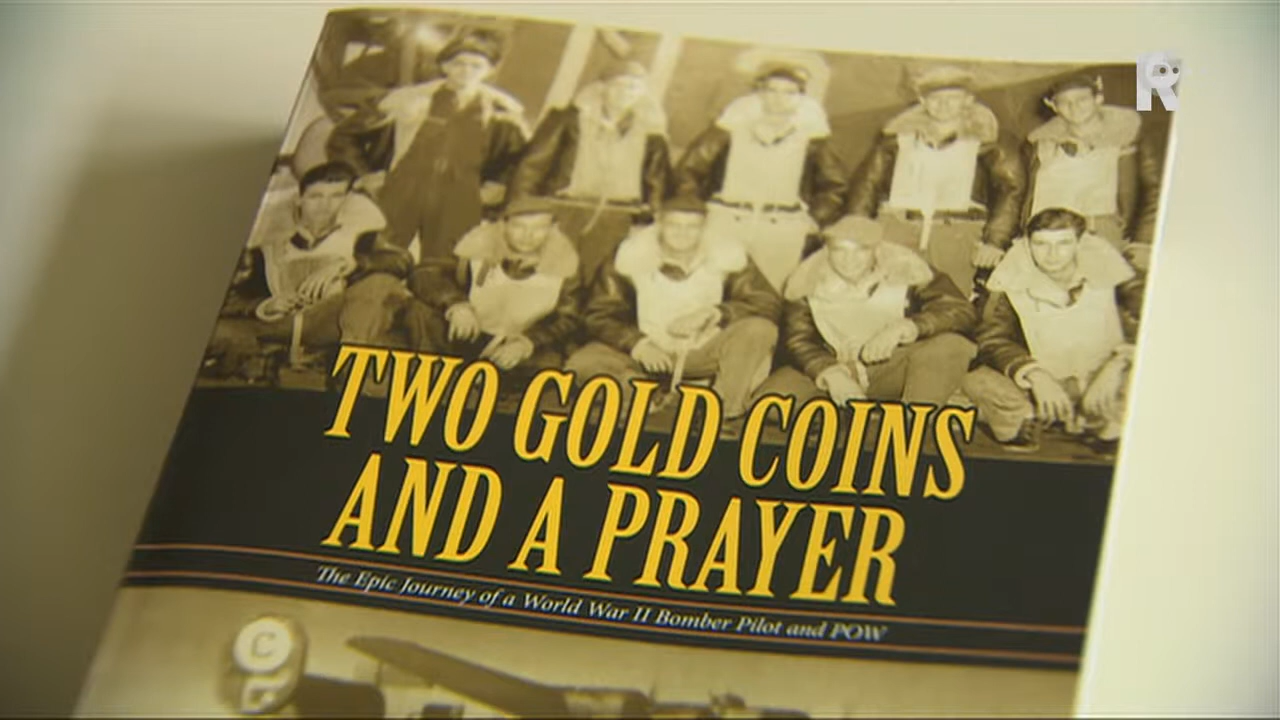 R
TWO GOLD COINS
AND A PRAYER
The Epic Journey of a World War II Bomber Pilot and POW
C